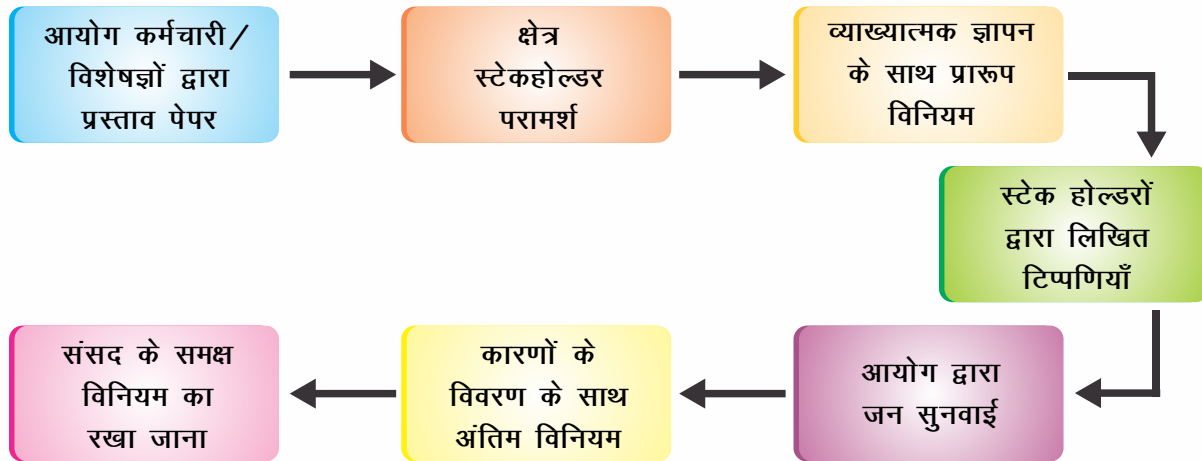 आयोग कर्मचारी/
विशेषज्ञों द्वारा
प्रस्ताव पेपर
क्षेत्र
स्टेकहोल्डर
परामर्श
व्याख्यात्मक ज्ञापन
के साथ प्रारूप
विनियम
स्टेक होल्डरों
द्वारा लिखित
टिप्पणियाँ
आयोग द्वारा
जन सुनवाई
कारणों के
विवरण के साथ
अंतिम विनियम
संसद के समक्ष
विनियम का
रखा जाना